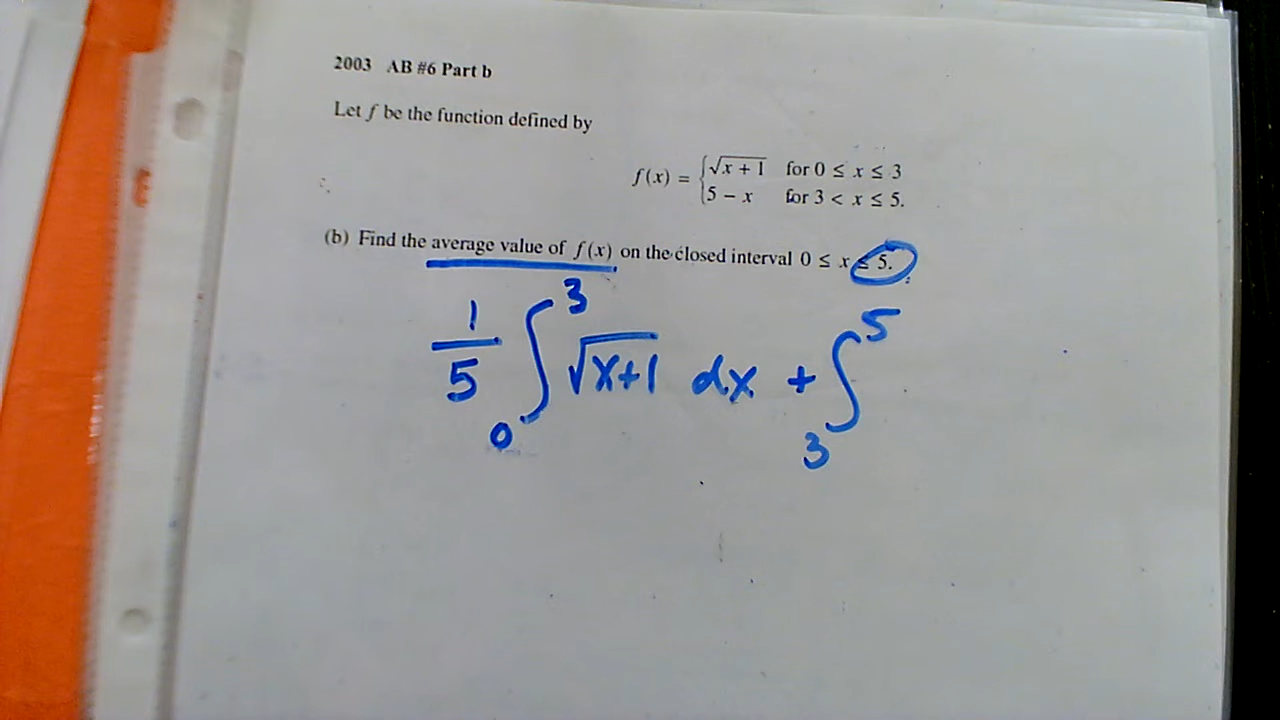 2003 AB #6 Part b
Let f be the function defined by
f(x) = {√x + 1 for 0 ≤ x ≤ 3
5 − x for 3 < x ≤ 5.
(b) Find the average value of f(x) on the closed interval 0 ≤ x ≤ 5.
1/5 ∫₀³ √x+1 dx + ∫₃⁵